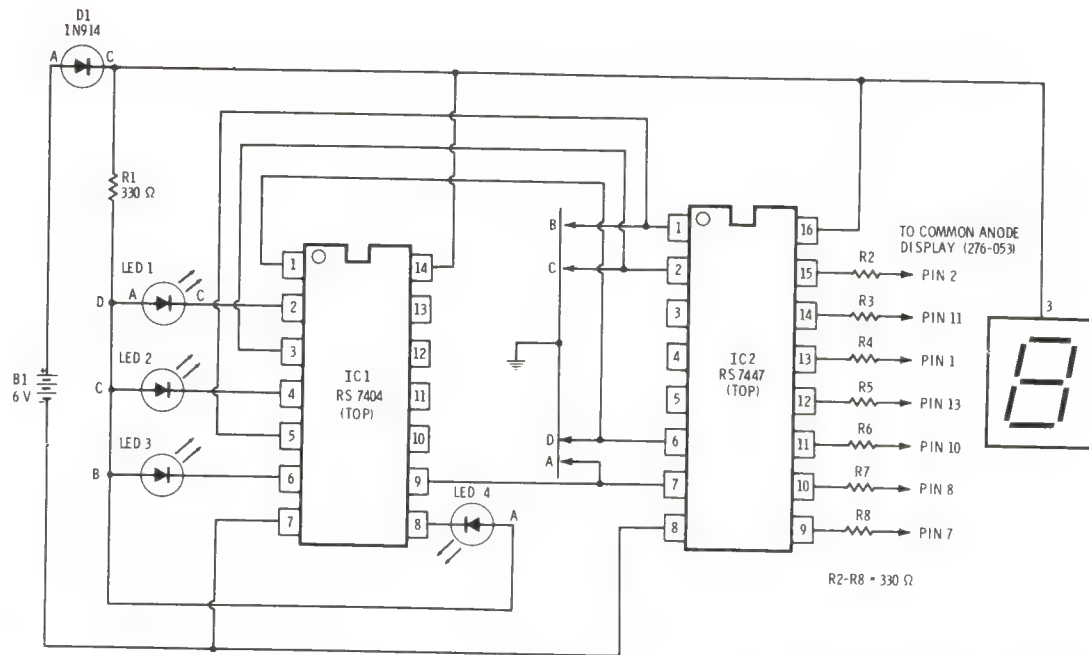 D1
1N914
A
C
R1
330 Ω
LED 1
D
A
C
LED 2
C
LED 3
B
B1
6 V
+
1
2
3
4
5
6
7
14
13
12
11
10
9
8
IC1
RS 7404
(TOP)
LED 4
A
B
C
D
A
1
2
3
4
5
6
7
8
16
15
14
13
12
11
10
9
IC2
RS 7447
(TOP)
TO COMMON ANODE
DISPLAY (276-053)
R2
PIN 2
R3
PIN 11
R4
PIN 1
R5
PIN 13
R6
PIN 10
R7
PIN 8
R8
PIN 7
R2-R8 = 330 Ω
3
8